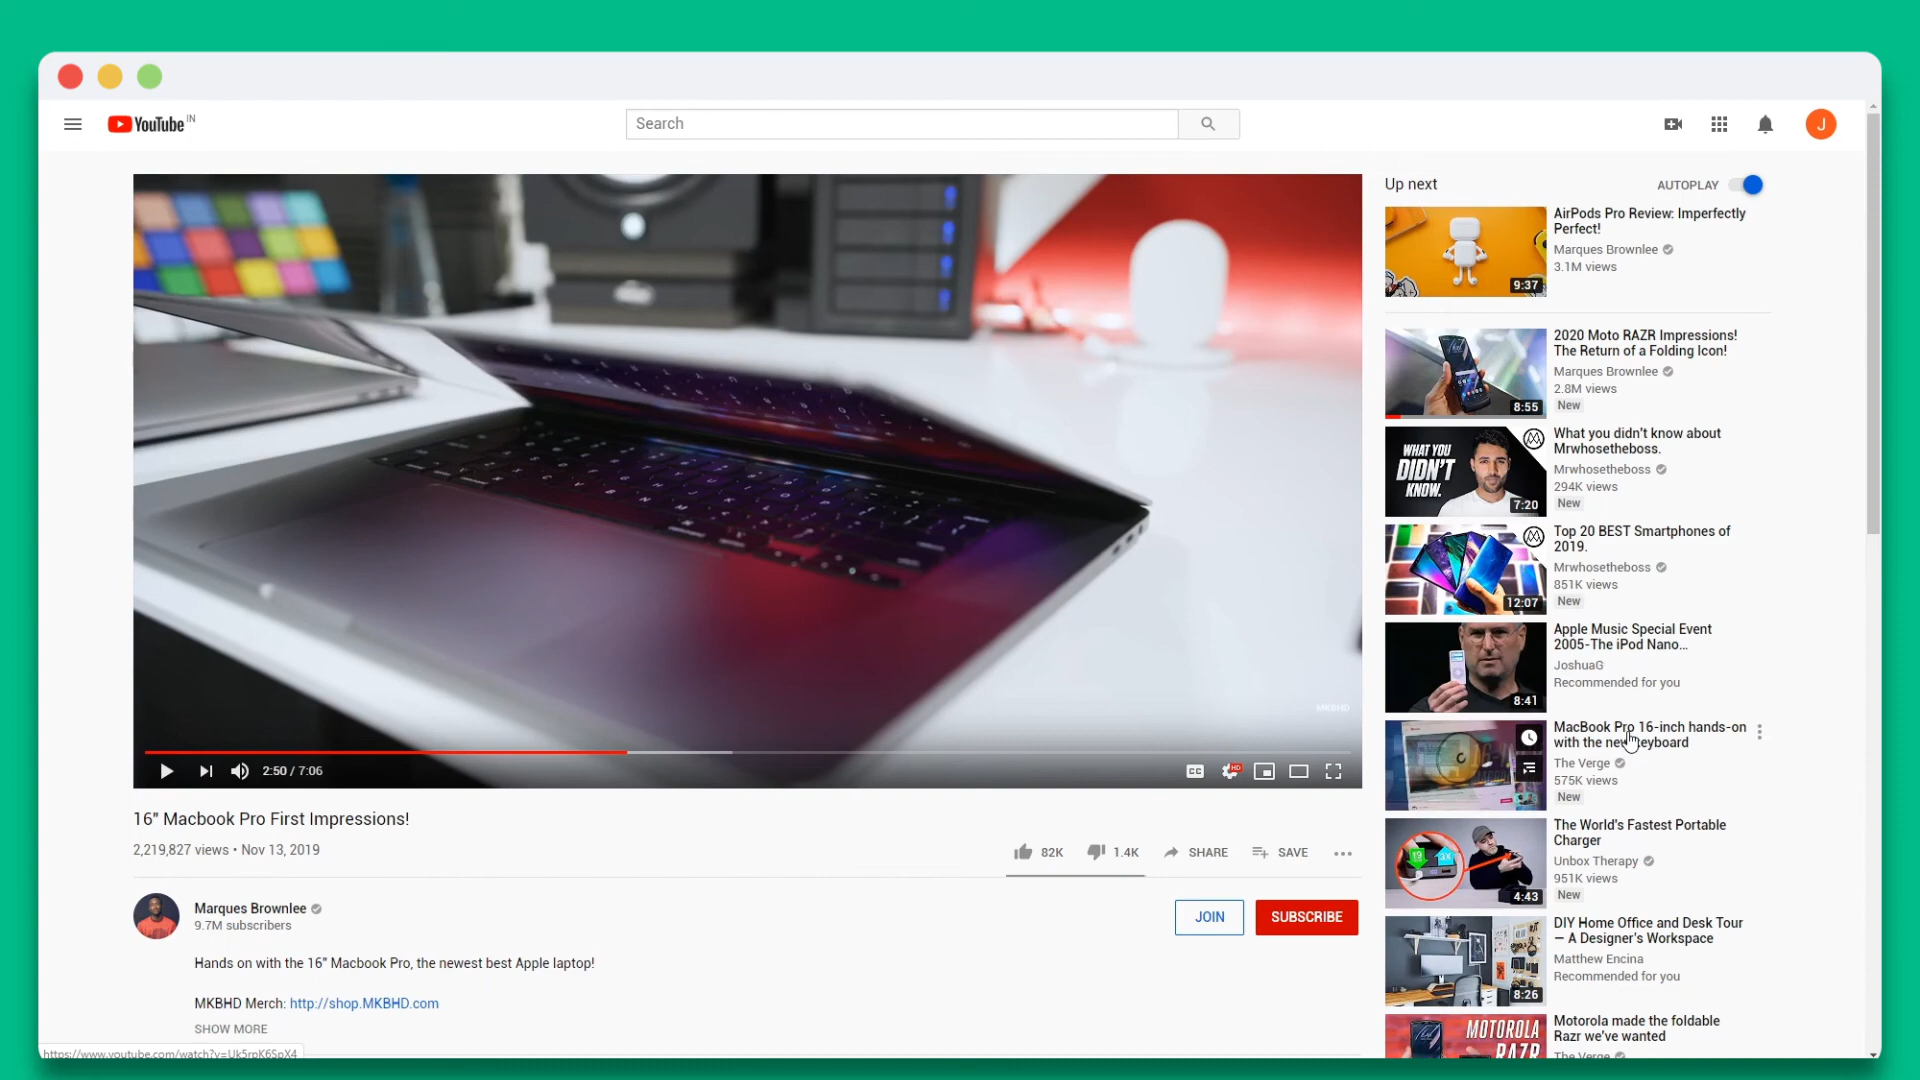 YouTube IN
Search
J
MKBHD
2:50 / 7:06
CC
HD
16" Macbook Pro First Impressions!
2,219,827 views • Nov 13, 2019
82K
1.4K
SHARE
SAVE
Marques Brownlee
9.7M subscribers
JOIN
SUBSCRIBE
Hands on with the 16" Macbook Pro, the newest best Apple laptop!
MKBHD Merch: http://shop.MKBHD.com
SHOW MORE
https://www.youtube.com/watch?v=Uk5rpK6SpX4
Up next
AUTOPLAY
AirPods Pro Review: Imperfectly
Perfect!
Marques Brownlee
3.1M views
9:37
2020 Moto RAZR Impressions!
The Return of a Folding Icon!
Marques Brownlee
2.8M views
New
8:55
WHAT YOU
DIDN'T
KNOW.
7:20
What you didn't know about
Mrwhosetheboss.
Mrwhosetheboss
294K views
New
Top 20 BEST Smartphones of
2019.
Mrwhosetheboss
851K views
New
12:07
Apple Music Special Event
2005-The iPod Nano...
JoshuaG
Recommended for you
8:41
MacBook Pro 16-inch hands-on
with the new keyboard
The Verge
575K views
New
The World's Fastest Portable
Charger
Unbox Therapy
951K views
New
19
3X
4:43
DIY Home Office and Desk Tour
— A Designer's Workspace
Matthew Encina
Recommended for you
8:26
MOTOROLA
RAZR
Motorola made the foldable
Razr we've wanted
The Verge